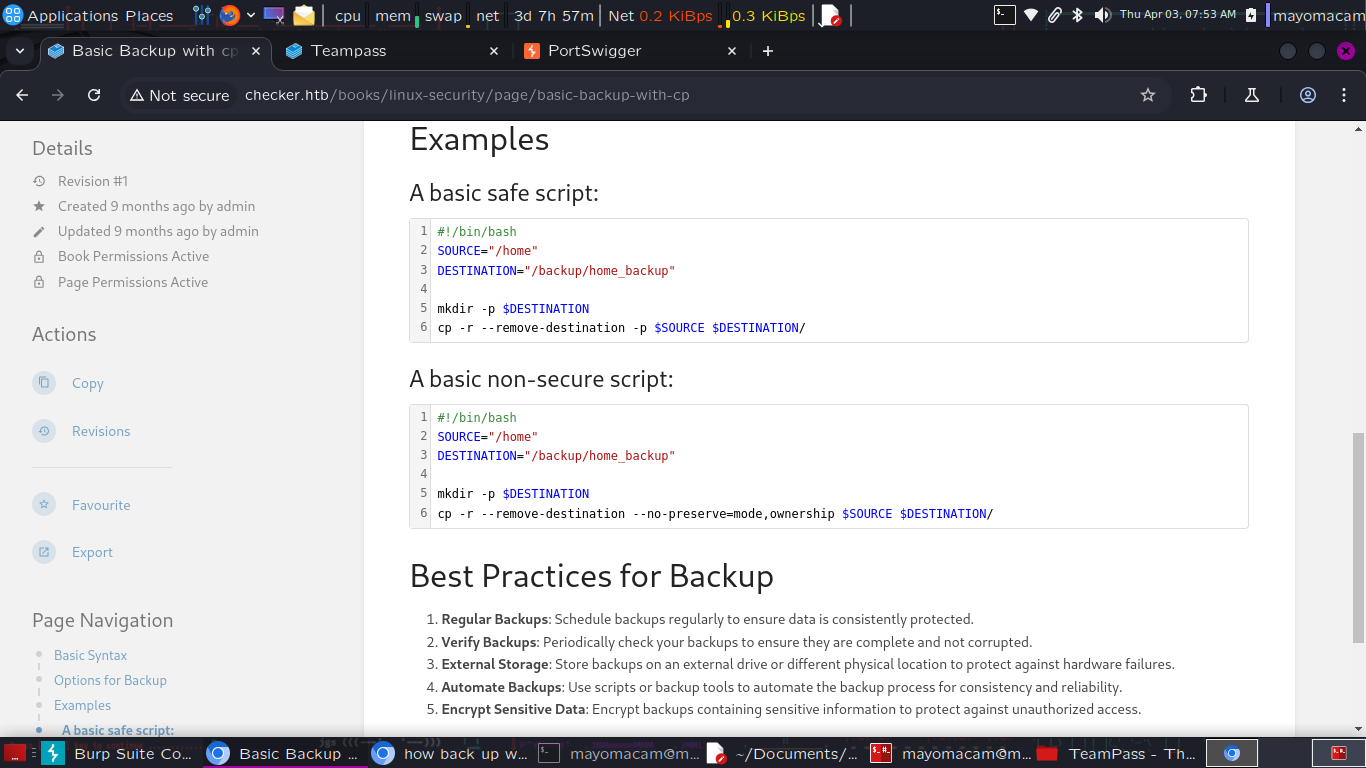 Applications Places cpu mem swap net 3d 7h 57m Net 0.2 KiBps 0.3 KiBps Thu Apr 03, 07:53 AM mayomacam
Basic Backup with cp Teampass PortSwigger
Not secure checker.htb/books/linux-security/page/basic-backup-with-cp
Details
Revision #1
Created 9 months ago by admin
Updated 9 months ago by admin
Book Permissions Active
Page Permissions Active
Actions
Copy
Revisions
Favourite
Export
Page Navigation
Basic Syntax
Options for Backup
Examples
A basic safe script:
Examples
A basic safe script:
1 #!/bin/bash
2 SOURCE="/home"
3 DESTINATION="/backup/home_backup"
4
5 mkdir -p $DESTINATION
6 cp -r --remove-destination -p $SOURCE $DESTINATION/
A basic non-secure script:
1 #!/bin/bash
2 SOURCE="/home"
3 DESTINATION="/backup/home_backup"
4
5 mkdir -p $DESTINATION
6 cp -r --remove-destination --no-preserve=mode,ownership $SOURCE $DESTINATION/
Best Practices for Backup
1. Regular Backups: Schedule backups regularly to ensure data is consistently protected.
2. Verify Backups: Periodically check your backups to ensure they are complete and not corrupted.
3. External Storage: Store backups on an external drive or different physical location to protect against hardware failures.
4. Automate Backups: Use scripts or backup tools to automate the backup process for consistency and reliability.
5. Encrypt Sensitive Data: Encrypt backups containing sensitive information to protect against unauthorized access.
Burp Suite Co... Basic Backup ... how back up w... mayomacam@m... ~/Documents/... mayomacam@m... TeamPass - Th...